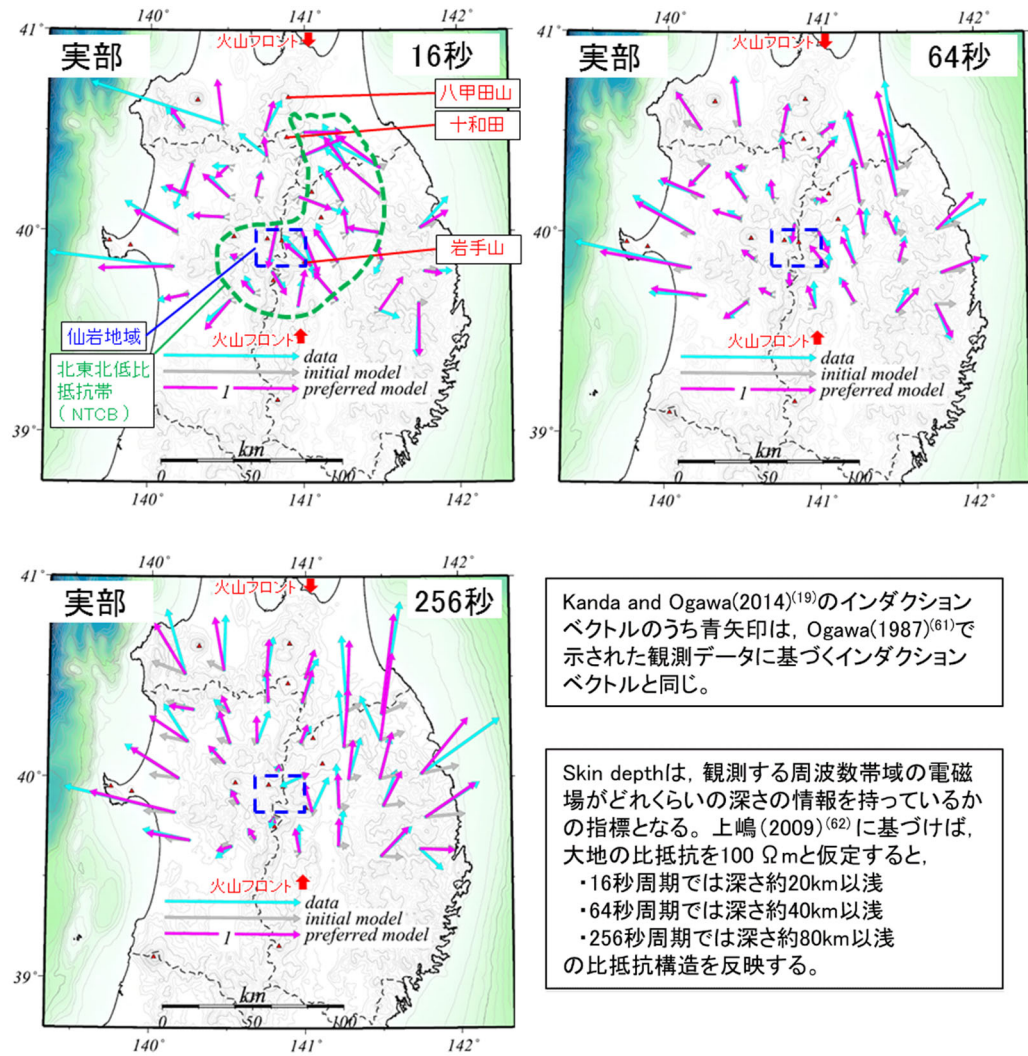 140°
141°
142°
41°
実部
火山フロント
16秒
八甲田山
十和田
40°
岩手山
仙岩地域
北東北低比
抵抗帯
（NTCB）
火山フロント
data
initial model
1 preferred model
39°
km
0 50 100
140°
141°
142°
140°
141°
142°
41°
実部
火山フロント
64秒
40°
火山フロント
data
initial model
1 preferred model
39°
km
0 50 100
140°
141°
142°
140°
141°
142°
41°
実部
火山フロント
256秒
40°
火山フロント
data
initial model
1 preferred model
39°
km
0 50 100
140°
141°
142°
Kanda and Ogawa(2014)(19)のインダクション
ベクトルのうち青矢印は，Ogawa(1987)(61)で
示された観測データに基づくインダクション
ベクトルと同じ。
Skin depthは，観測する周波数帯域の電磁
場がどれくらいの深さの情報を持っているか
の指標となる。上嶋(2009)(62)に基づけば，
大地の比抵抗を100 Ωmと仮定すると，
・16秒周期では深さ約20km以浅
・64秒周期では深さ約40km以浅
・256秒周期では深さ約80km以浅
の比抵抗構造を反映する。